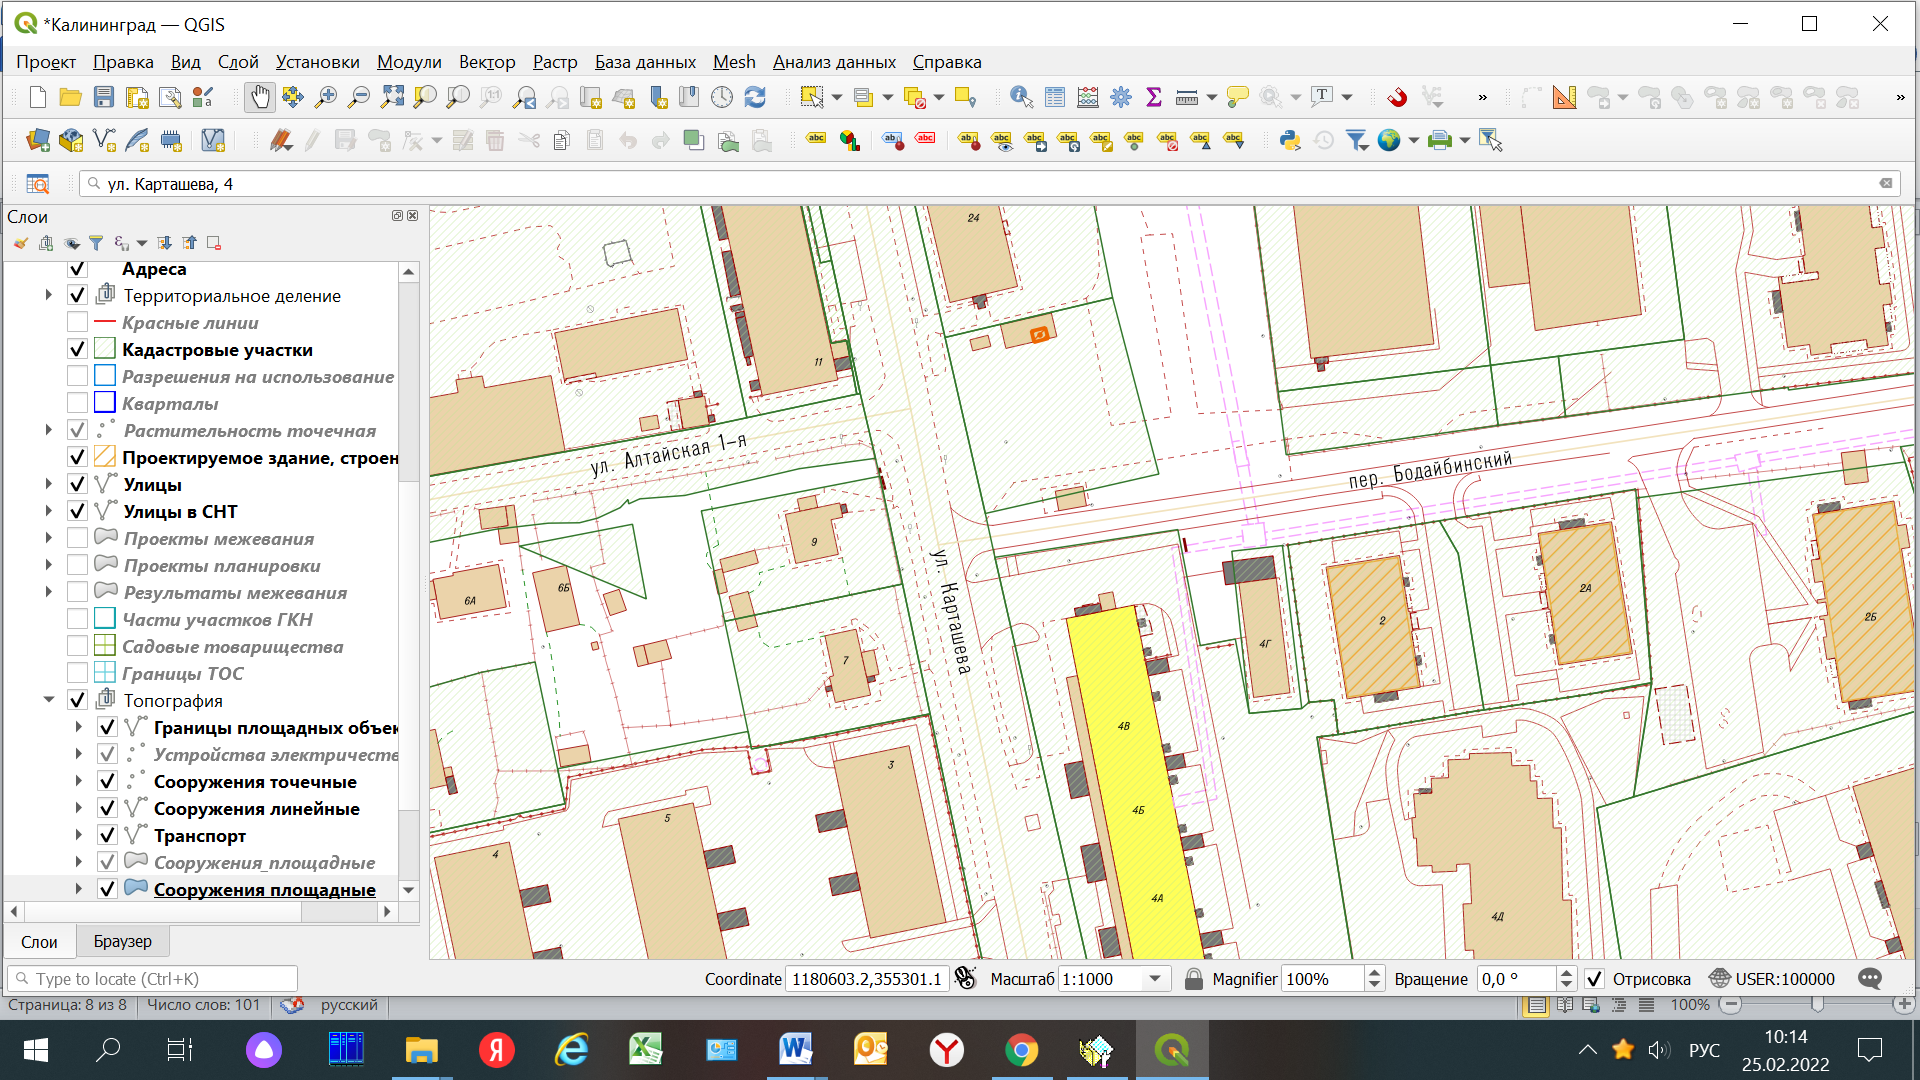 *Калининград — QGIS
Проект Правка Вид Слой Установки Модули Вектор Растр База данных Mesh Анализ данных Справка
ул. Карташева, 4
Слои
Адреса
Территориальное деление
Красные линии
Кадастровые участки
Разрешения на использование
Кварталы
Растительность точечная
Проектируемое здание, строен
Улицы
Улицы в СНТ
Проекты межевания
Проекты планировки
Результаты межевания
Части участков ГКН
Садовые товарищества
Границы ТОС
Топография
Границы площадных объек
Устройства электричестве
Сооружения точечные
Сооружения линейные
Транспорт
Сооружения_площадные
Сооружения площадные
Слои Браузер
24
11
ул. Алтайская 1-я
пер. Бодайбинский
ул. Карташева
9
6А
6Б
7
3
5
4
4В
4Б
4А
4Г
2
2А
2Б
4Д
Type to locate (Ctrl+K)
Coordinate 1180603.2,355301.1 Масштаб 1:1000 Magnifier 100% Вращение 0,0 ° Отрисовка USER:100000
Страница: 8 из 8 Число слов: 101 русский 100%
РУС
10:14
25.02.2022